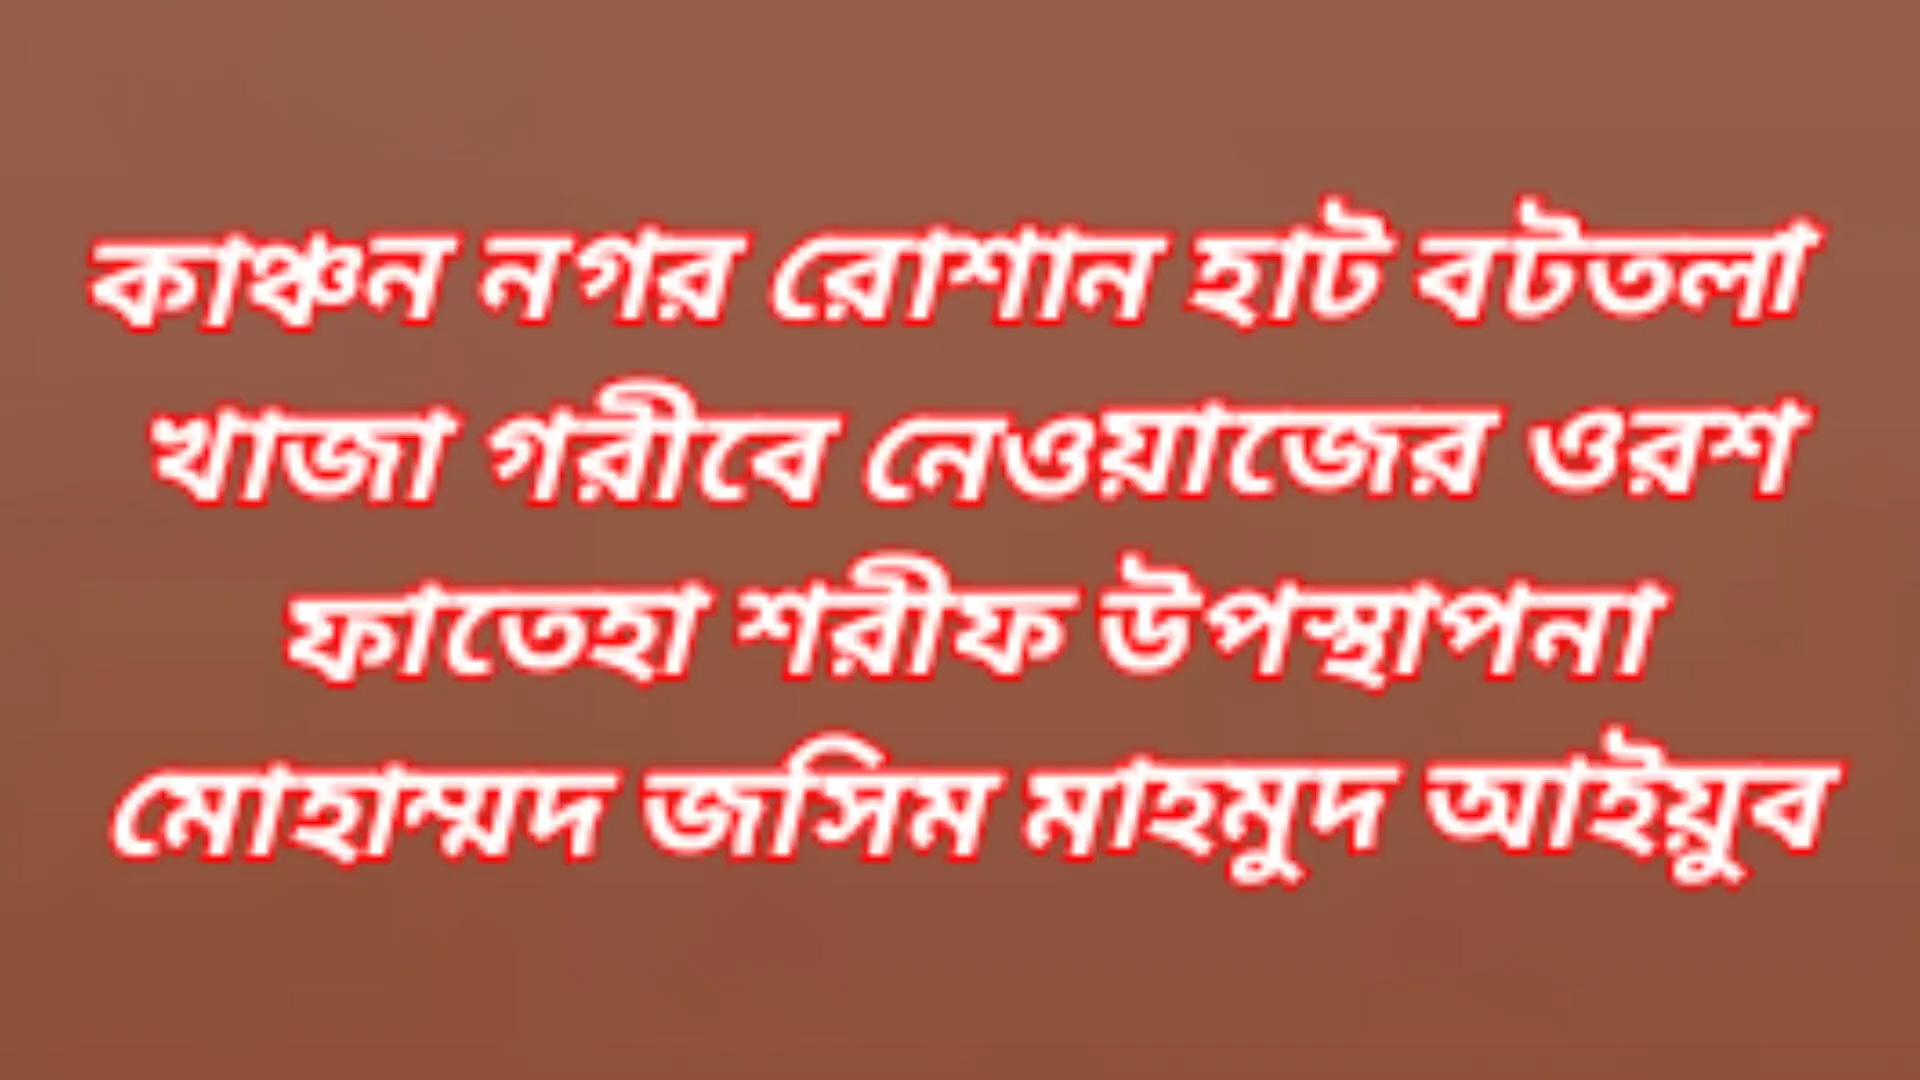 কাঞ্চন নগর রোশান হাট বটতলা
খাজা গরীবে নেওয়াজের ওরশ
ফাতেহা শরীফ উপস্থাপনা
মোহাম্মদ জসিম মাহমুদ আইয়ুব